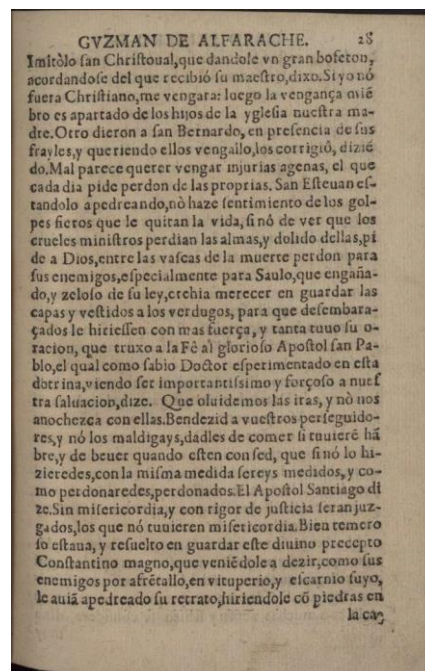 GVZMAN DE ALFARACHE. 28
Imitòlo ſan Chriſtoual, que dandole vn gran bofeton,
acordandoſe del que recibiò ſu maeſtro, dixo. Si yo nó
fuera Chriſtiano, me vengara: luego la vengança mié
bro es apartado de los hijos de la ygleſia nueſtra ma-
dre. Otro dieron a ſan Bernardo, en preſencia de ſus
frayles, y queriendo ellos vengallo, los corrigiô, dizié
do. Mal parece querer vengar injurias agenas, el que
cada dia pide perdon de las proprias. San Eſteuan eſ-
tandolo apedreando, nò haze ſentimiento de los gol-
pes fieros que le quitan la vida, ſi nô de ver que los
crueles miniſtros perdian las almas, y dolido dellas, pi
de a Dios, entre las vaſcas de la muerte perdon para
ſus enemigos, eſpecialmente para Saulo, que engaña-
do, y zeloſo de ſu ley, crehia merecer en guardar las
capas y veſtidos a los verdugos, para que deſembara-
çados le hirieſſen con mas fuerça, y tanta tuuo ſu o-
racion, que truxo a la Fê al glorioſo Apoſtol ſan Pa-
blo, el qual como ſabio Doctor eſperimentado en eſta
dotrina, viendo ſer importantiſsimo y forçoſo a nueſ
tra ſaluacion, dize. Que oluidemos las iras, y nò nos
anochezca con ellas. Bendezid a vueſtros perſeguido-
res, y nó los maldigays, dadles de comer ſi tuuieré há
bre, y de beuer quando eſten con ſed, que ſi nó lo hi-
zieredes, con la miſma medida ſereys medidos, y co-
mo perdonaredes, perdonados. El Apoſtol Santiago di
ze. Sin miſericordia, y con rigor de juſticia ſeran juz-
gados, los que nó tuuieren miſericordia. Bien temero
ſo eſtaua, y reſuelto en guardar eſte diuino precepto
Conſtantino magno, que veniédole a dezir, como ſus
enemigos por afrétallo, en vituperio, y eſcarnio ſuyo,
le auiã apedreado ſu retrato, hiriendole cõ piedras en
la ca-